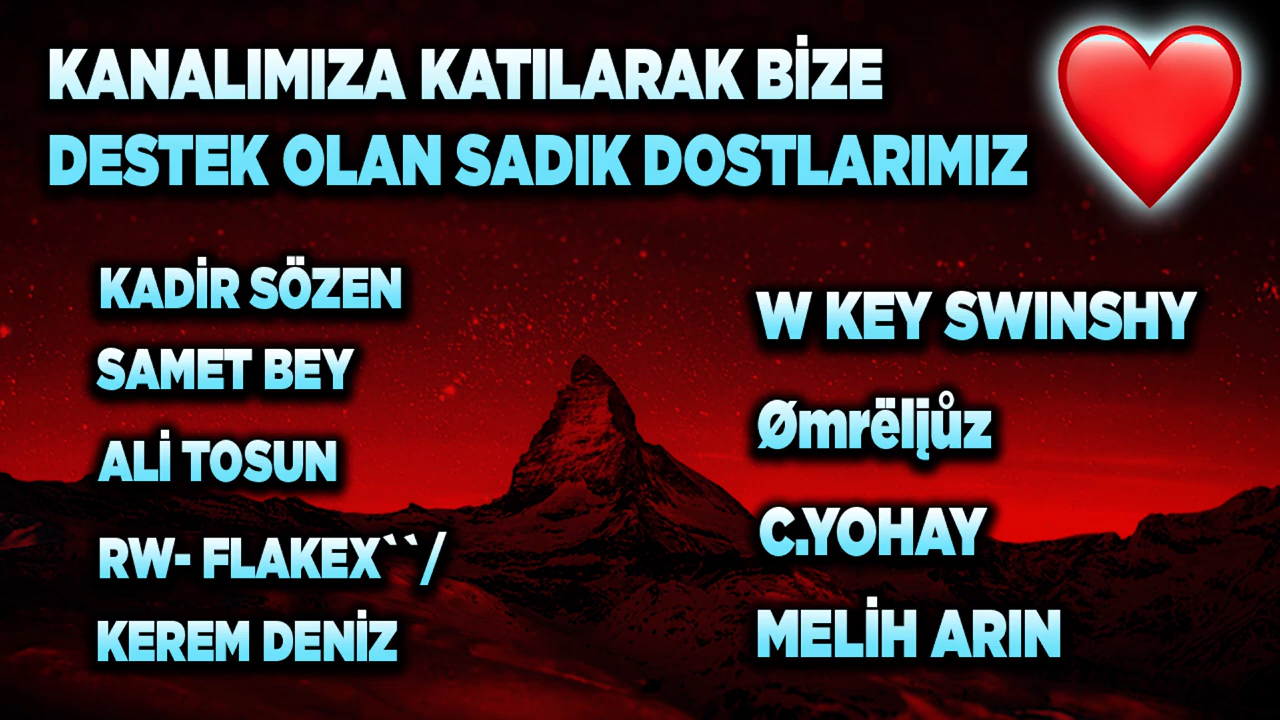 KANALIMIZA KATILARAK BİZE
DESTEK OLAN SADIK DOSTLARIMIZ
KADİR SÖZEN
SAMET BEY
ALİ TOSUN
RW- FLAKEX``/
KEREM DENİZ
W KEY SWINSHY
Ømrëlįůz
C.YOHAY
MELİH ARIN